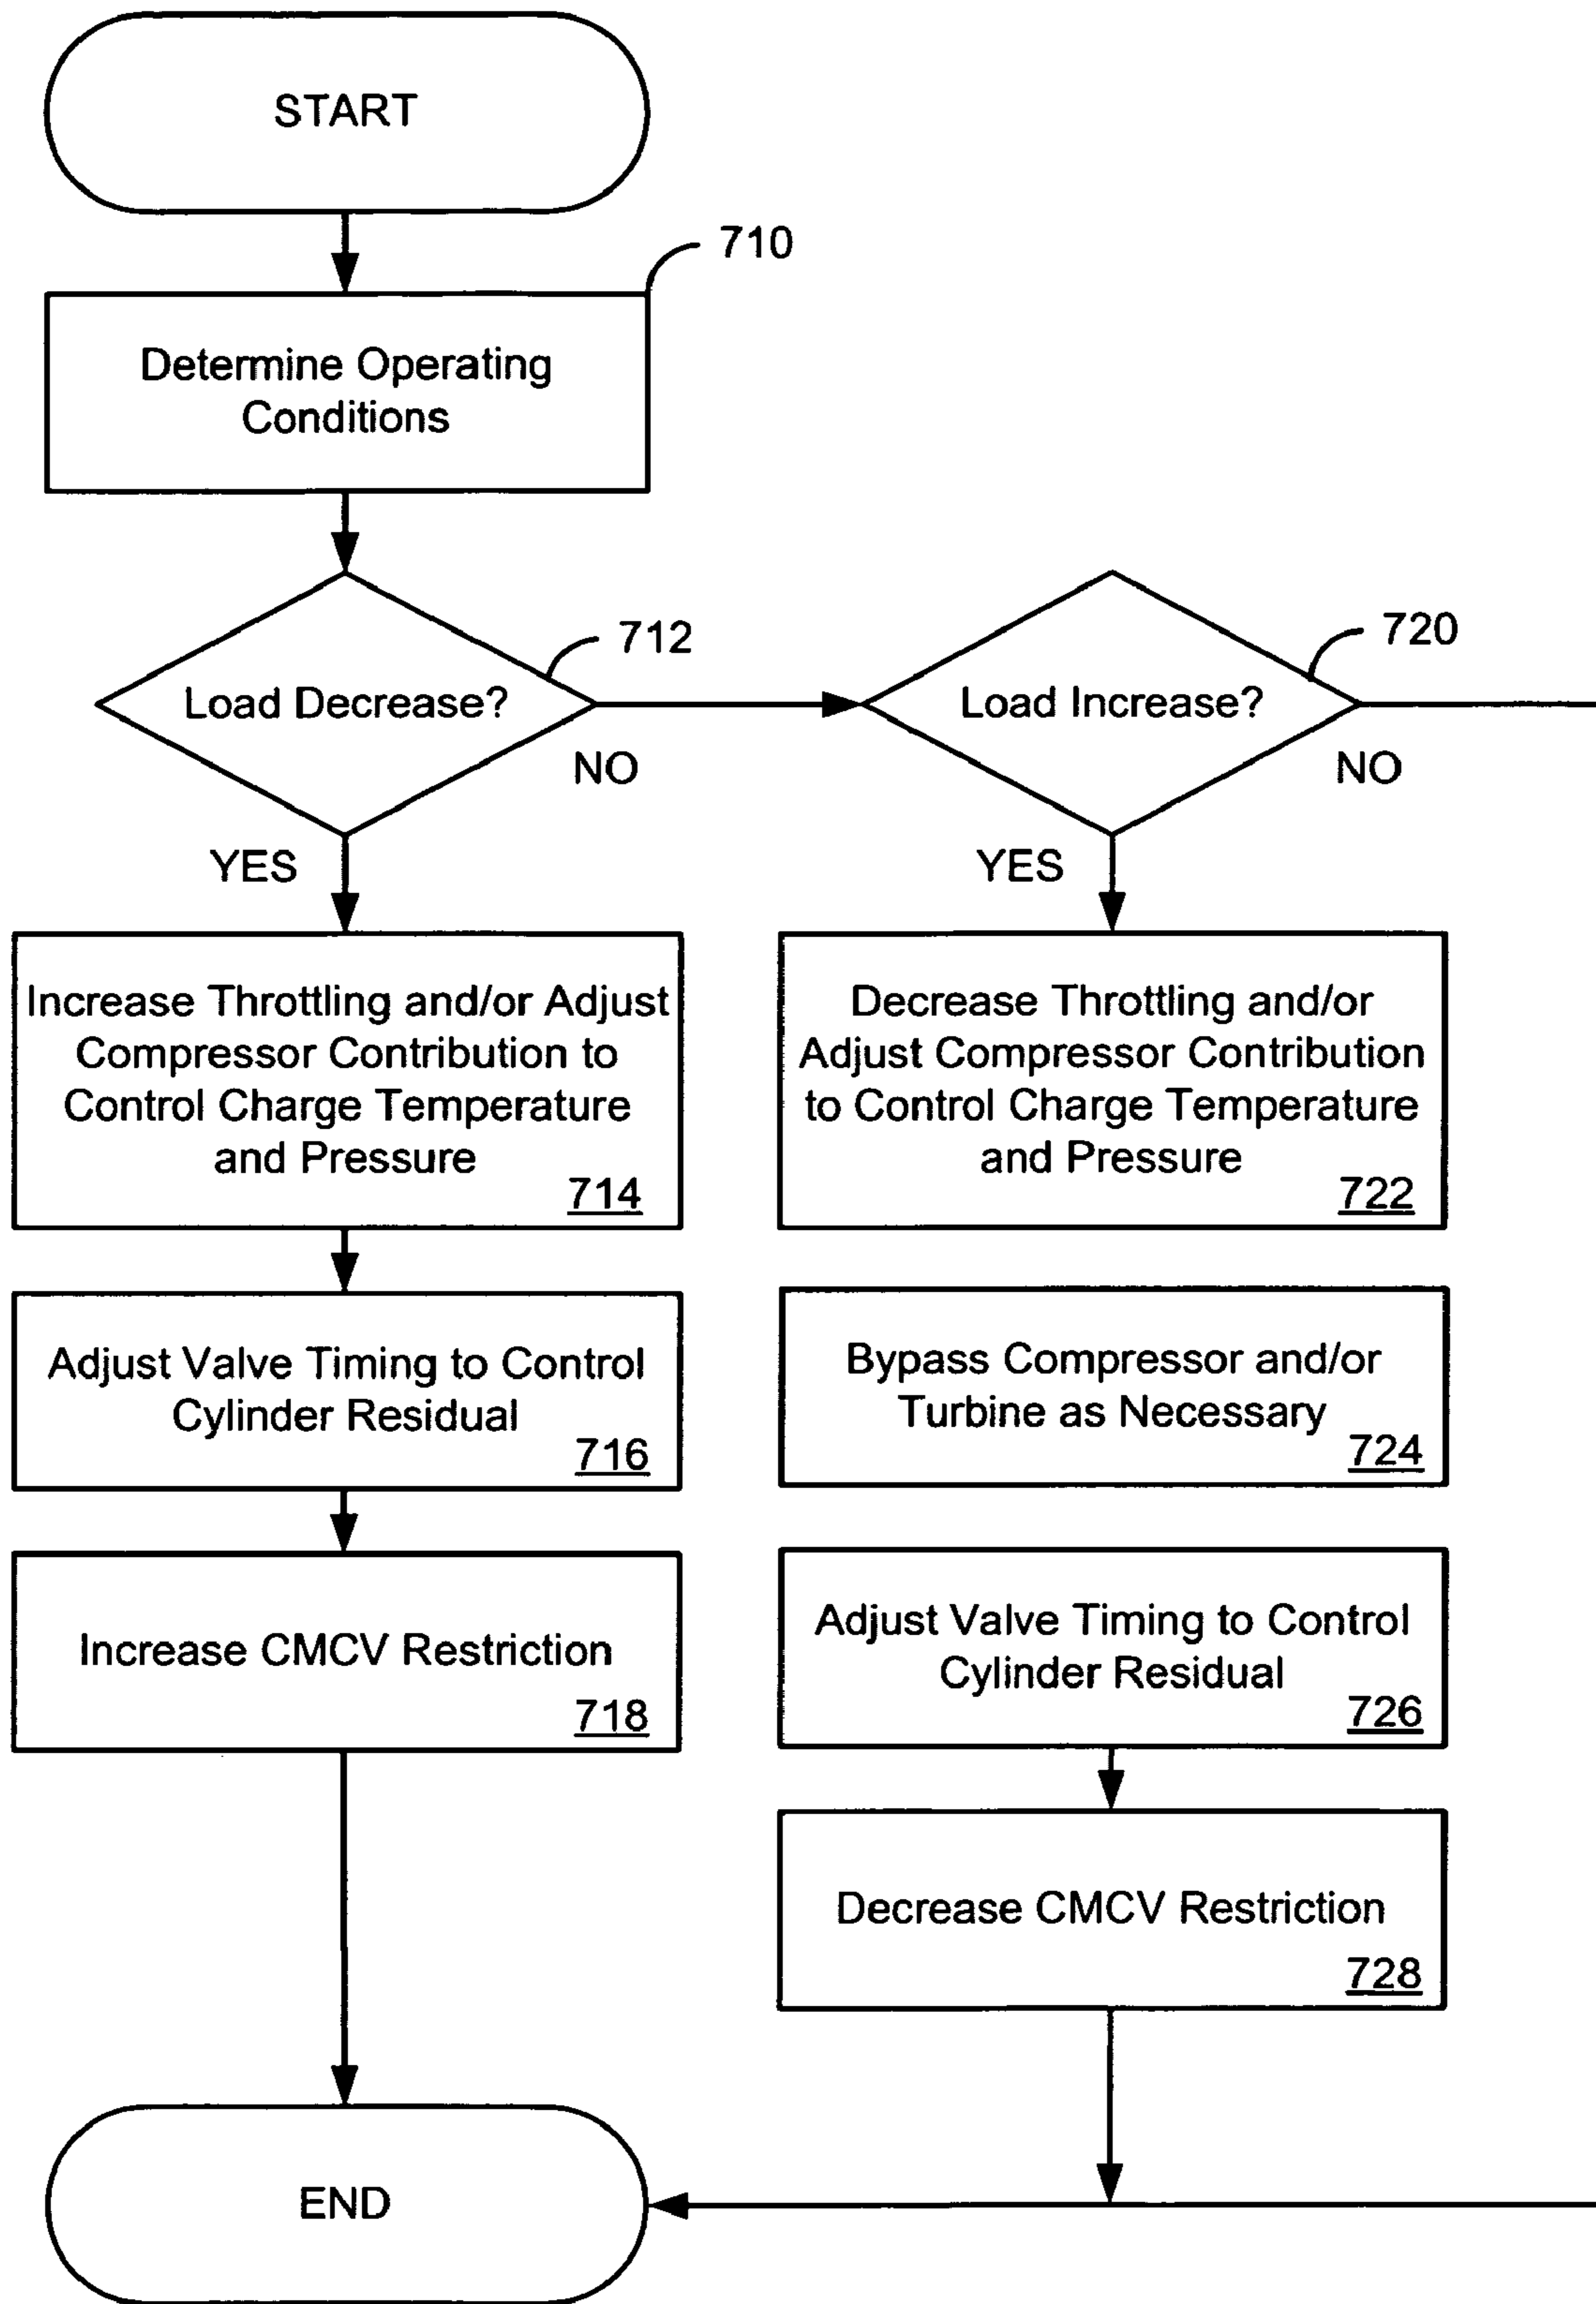 START
710
Determine Operating
Conditions
712
Load Decrease?
NO
YES
720
Load Increase?
NO
YES
Increase Throttling and/or Adjust
Compressor Contribution to
Control Charge Temperature
and Pressure
714
Adjust Valve Timing to Control
Cylinder Residual
716
Increase CMCV Restriction
718
Decrease Throttling and/or
Adjust Compressor Contribution
to Control Charge Temperature
and Pressure
722
Bypass Compressor and/or
Turbine as Necessary
724
Adjust Valve Timing to Control
Cylinder Residual
726
Decrease CMCV Restriction
728
END